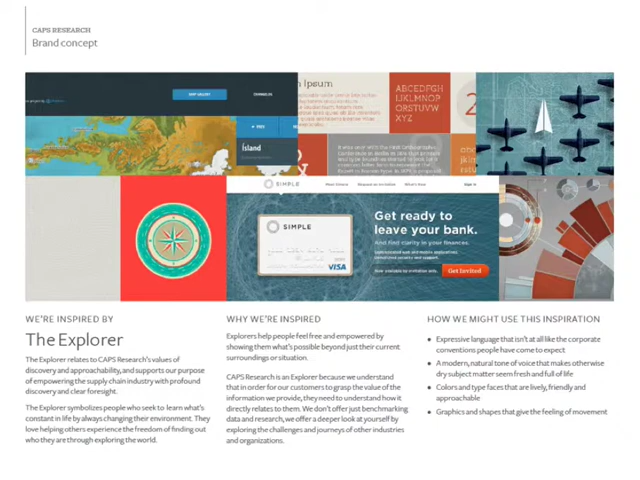 CAPS RESEARCH
Brand concept
Ísland
ABCDEFGH
IJKLMNOP
QRSTUVW
XYZ
2
SIMPLE
What's New
Sign in
SIMPLE
VISA
Get ready to
leave your bank.
And find clarity in your finances.
Get Invited
WE'RE INSPIRED BY
The Explorer
The Explorer relates to CAPS Research's values of
discovery and approachability, and supports our purpose
of empowering the supply chain industry with profound
discovery and clear foresight.
The Explorer symbolizes people who seek to learn what's
constant in life by always changing their environment. They
love helping others experience the freedom of finding out
who they are through exploring the world.
WHY WE'RE INSPIRED
Explorers help people feel free and empowered by
showing them what's possible beyond just their current
surroundings or situation.
CAPS Research is an Explorer because we understand
that in order for our customers to grasp the value of the
information we provide, they need to understand how it
directly relates to them. We don't offer just benchmarking
data and research, we offer a deeper look at yourself by
exploring the challenges and journeys of other industries
and organizations.
HOW WE MIGHT USE THIS INSPIRATION
Expressive language that isn't at all like the corporate
conventions people have come to expect
A modern, natural tone of voice that makes otherwise
dry subject matter seem fresh and full of life
Colors and type faces that are lively, friendly and
approachable
Graphics and shapes that give the feeling of movement